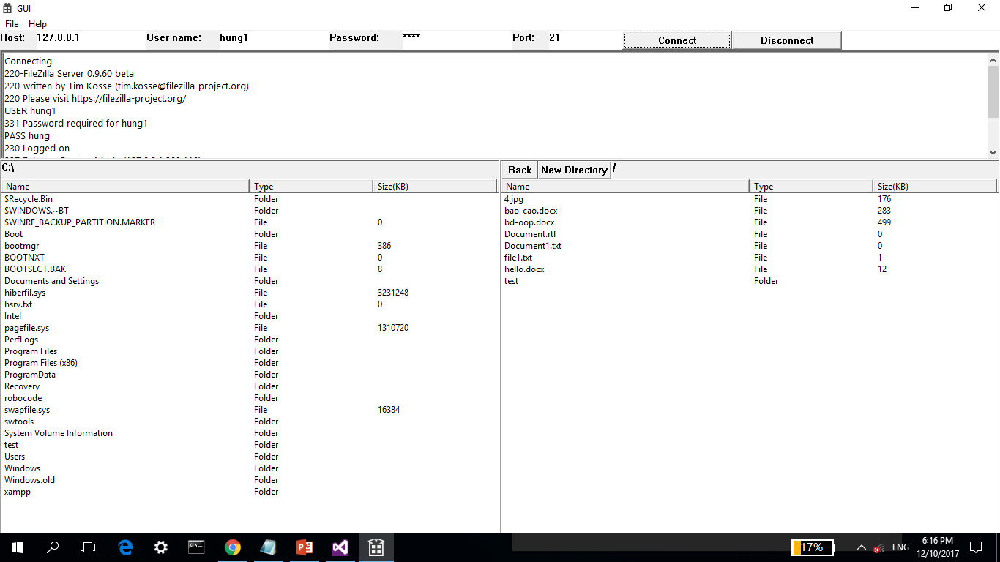 GUI
File Help
Host: 127.0.0.1 User name: hung1 Password: **** Port: 21 Connect Disconnect
Connecting
220-FileZilla Server 0.9.60 beta
220-written by Tim Kosse (tim.kosse@filezilla-project.org)
220 Please visit https://filezilla-project.org/
USER hung1
331 Password required for hung1
PASS hung
230 Logged on
C:\
Name Type Size(KB)
$Recycle.Bin Folder
$WINDOWS.~BT Folder
$WINRE_BACKUP_PARTITION.MARKER File 0
Boot Folder
bootmgr File 386
BOOTNXT File 0
BOOTSECT.BAK File 8
Documents and Settings Folder
hiberfil.sys File 3231248
hsrv.txt File 0
Intel Folder
pagefile.sys File 1310720
PerfLogs Folder
Program Files Folder
Program Files (x86) Folder
ProgramData Folder
Recovery Folder
robocode Folder
swapfile.sys File 16384
swtools Folder
System Volume Information Folder
test Folder
Users Folder
Windows Folder
Windows.old Folder
xampp Folder
Back New Directory /
Name Type Size(KB)
4.jpg File 176
bao-cao.docx File 283
bd-oop.docx File 499
Document.rtf File 0
Document1.txt File 0
file1.txt File 1
hello.docx File 12
test Folder
17% ENG 6:16 PM
12/10/2017